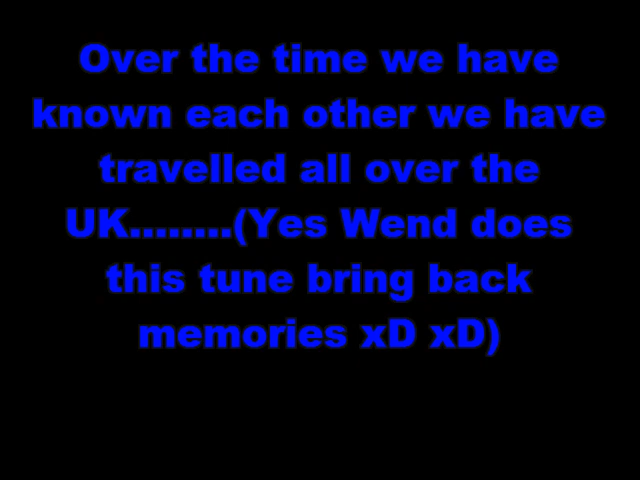 Over the time we have
known each other we have
travelled all over the
UK........(Yes Wend does
this tune bring back
memories xD xD)